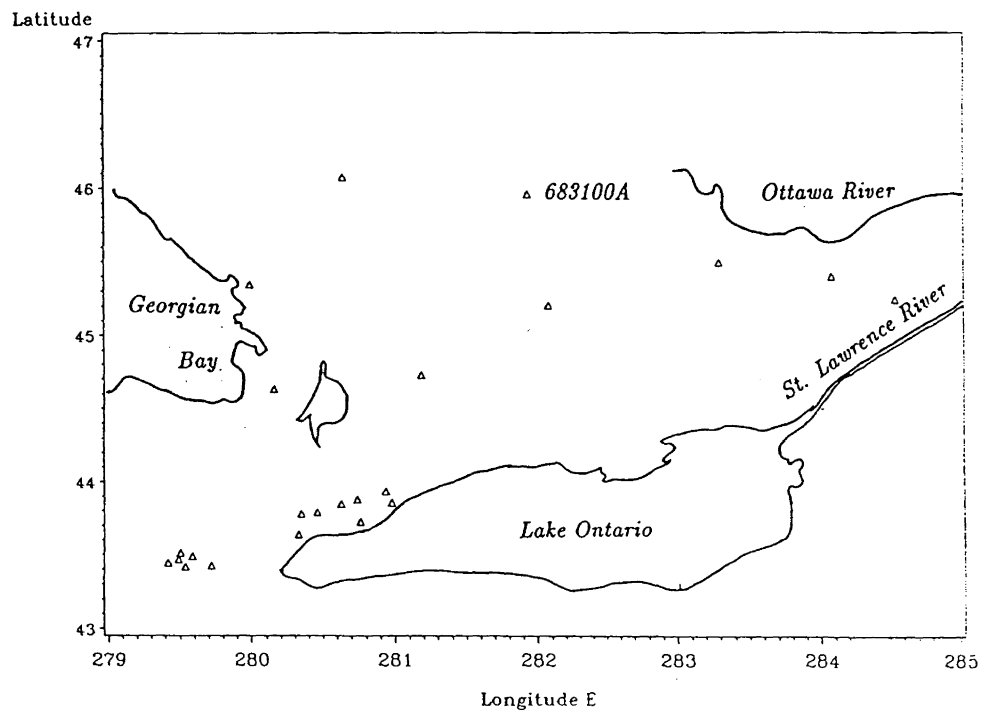 Latitude
47
46
45
44
43
683100A
Ottawa River
Georgian
Bay
St. Lawrence River
Lake Ontario
279 280 281 282 283 284 285
Longitude E